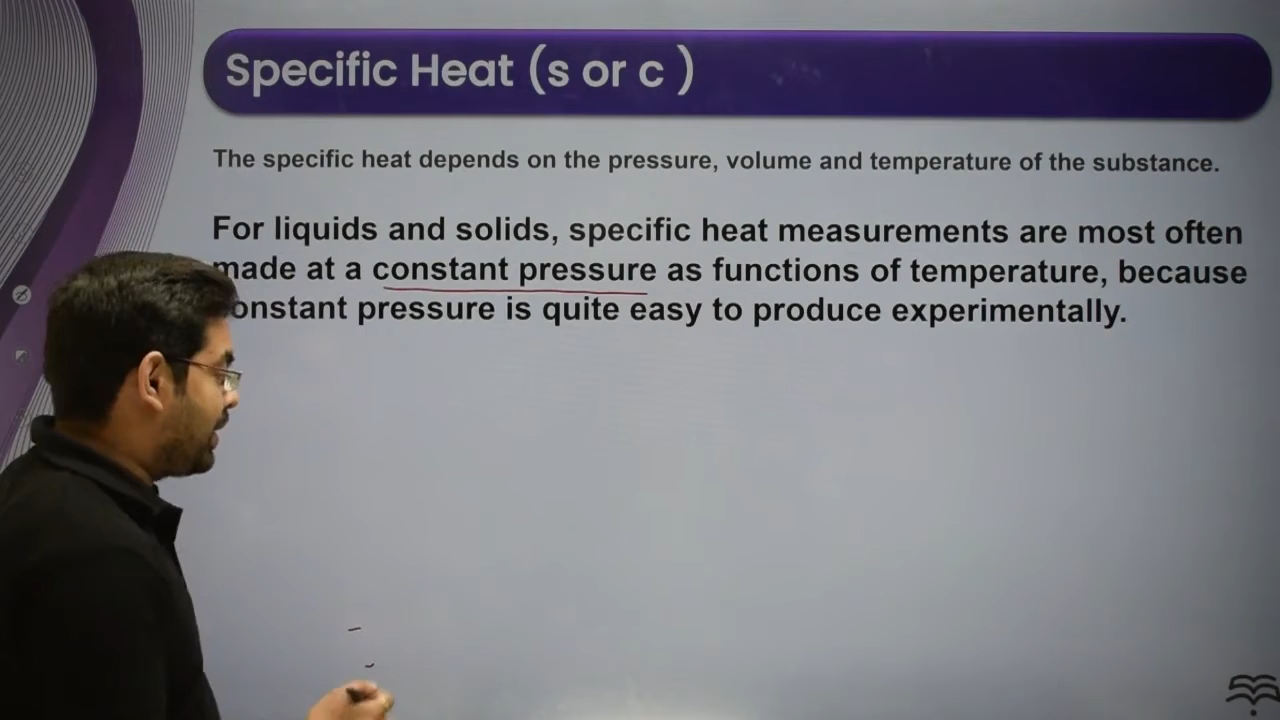 Specific Heat (s or c )
The specific heat depends on the pressure, volume and temperature of the substance.
For liquids and solids, specific heat measurements are most often
made at a constant pressure as functions of temperature, because
onstant pressure is quite easy to produce experimentally.